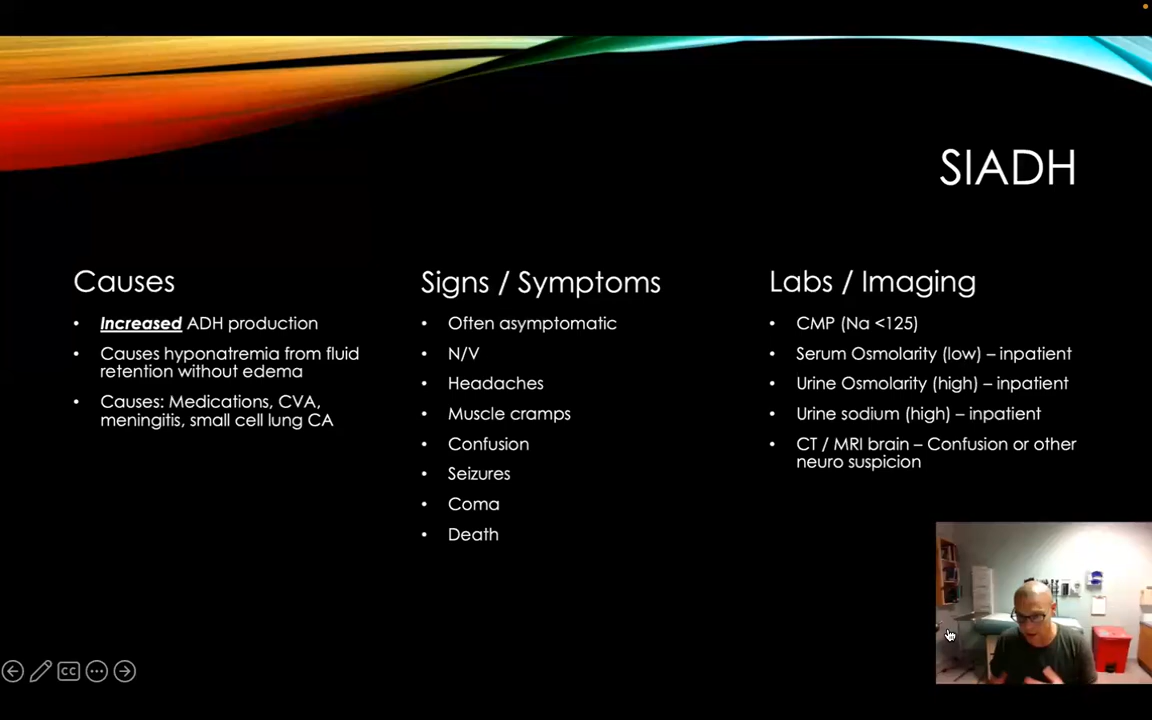 SIADH
Causes
• Increased ADH production
• Causes hyponatremia from fluid
retention without edema
• Causes: Medications, CVA,
meningitis, small cell lung CA
Signs / Symptoms
• Often asymptomatic
• N/V
• Headaches
• Muscle cramps
• Confusion
• Seizures
• Coma
• Death
Labs / Imaging
• CMP (Na <125)
• Serum Osmolarity (low) – inpatient
• Urine Osmolarity (high) – inpatient
• Urine sodium (high) – inpatient
• CT / MRI brain – Confusion or other
neuro suspicion
CC